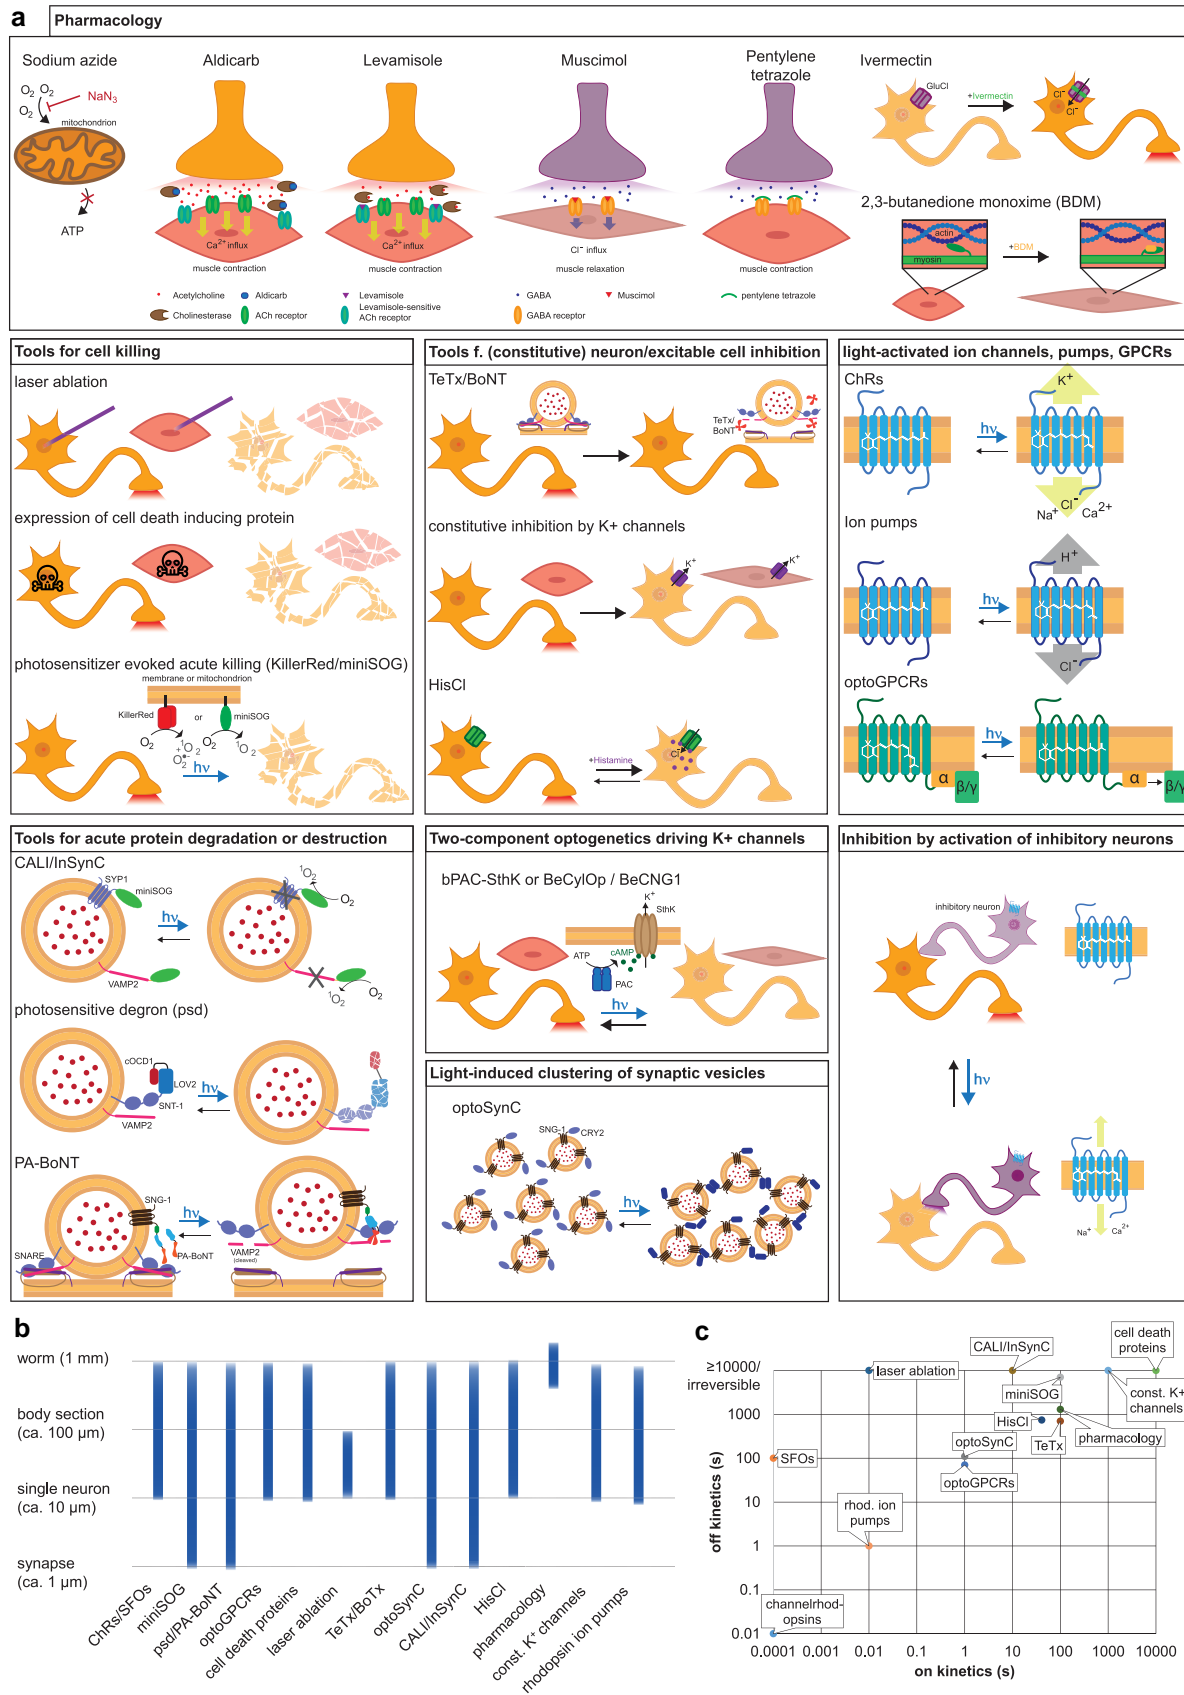 a
Pharmacology
Sodium azide
O2 O2
NaN3
O2
mitochondrion
ATP
Aldicarb
Ca2+ influx
muscle contraction
Levamisole
Ca2+ influx
muscle contraction
Muscimol
Cl− influx
muscle relaxation
Pentylene
tetrazole
muscle contraction
Acetylcholine
Aldicarb
Levamisole
GABA
Muscimol
pentylene tetrazole
Cholinesterase
ACh receptor
Levamisole-sensitive
ACh receptor
GABA receptor
Ivermectin
GluCl
+Ivermectin
Cl−
Cl−
2,3-butanedione monoxime (BDM)
actin
myosin
+BDM
Tools for cell killing
laser ablation
expression of cell death inducing protein
photosensitizer evoked acute killing (KillerRed/miniSOG)
membrane or mitochondrion
KillerRed
or
miniSOG
O2
+1O2
O2•−
O2
1O2
hν
Tools f. (constitutive) neuron/excitable cell inhibition
TeTx/BoNT
TeTx/
BoNT
constitutive inhibition by K+ channels
K+
K+
HisCl
+Histamine
Cl−
light-activated ion channels, pumps, GPCRs
ChRs
K+
hν
Na+ Cl− Ca2+
Ion pumps
H+
hν
Cl−
optoGPCRs
hν
α
β/γ
α
β/γ
Tools for acute protein degradation or destruction
CALI/InSynC
SYP1
miniSOG
1O2
O2
hν
VAMP2
1O2
O2
photosensitive degron (psd)
cOCD1
LOV2
hν
SNT-1
VAMP2
PA-BoNT
SNG-1
hν
SNARE
PA-BoNT
VAMP2
(cleaved)
Two-component optogenetics driving K+ channels
bPAC-SthK or BeCylOp / BeCNG1
K+
SthK
ATP
cAMP
PAC
hν
Light-induced clustering of synaptic vesicles
optoSynC
SNG-1
CRY2
hν
Inhibition by activation of inhibitory neurons
inhibitory neuron
hν
Na+
Ca2+
b
worm (1 mm)
body section
(ca. 100 µm)
single neuron
(ca. 10 µm)
synapse
(ca. 1 µm)
ChRs/SFOs
miniSOG
psd/PA-BoNT
optoGPCRs
cell death proteins
laser ablation
TeTx/BoTx
optoSynC
CALI/InSynC
HisCl
pharmacology
const. K+ channels
rhodopsin ion pumps
c
off kinetics (s)
≥10000/
irreversible
1000
100
10
1
0.1
0.01
0.0001
0.001
0.01
0.1
1
10
100
1000
10000
on kinetics (s)
CALI/InSynC
cell death
proteins
laser ablation
miniSOG
const. K+
channels
HisCl
TeTx
pharmacology
optoSynC
SFOs
optoGPCRs
rhod. ion
pumps
channelrhod-
opsins